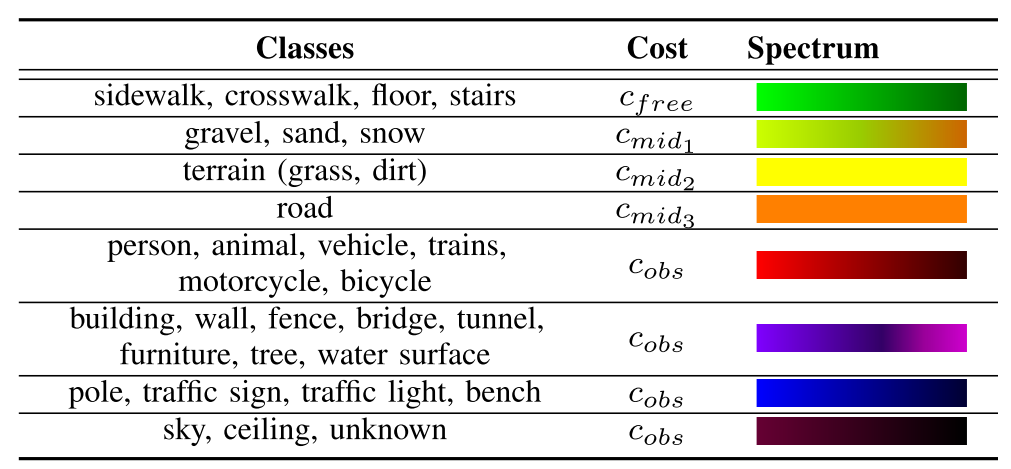 Classes Cost Spectrum
sidewalk, crosswalk, floor, stairs c_{free}
gravel, sand, snow c_{mid_1}
terrain (grass, dirt) c_{mid_2}
road c_{mid_3}
person, animal, vehicle, trains,
motorcycle, bicycle c_{obs}
building, wall, fence, bridge, tunnel,
furniture, tree, water surface c_{obs}
pole, traffic sign, traffic light, bench c_{obs}
sky, ceiling, unknown c_{obs}